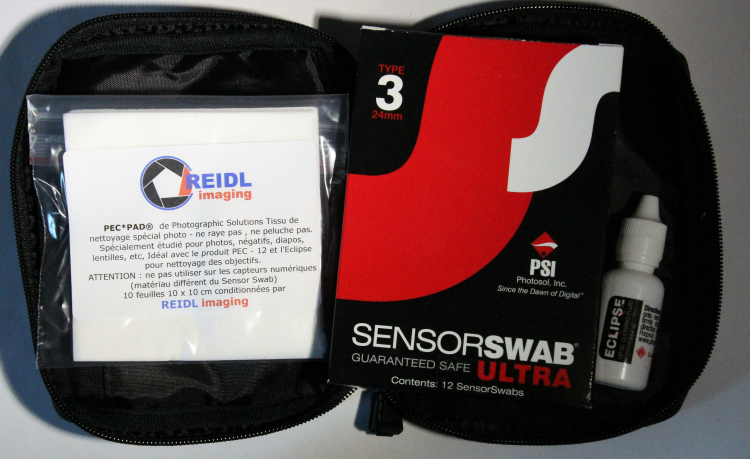 REIDL
imaging
PEC*PAD® de Photographic Solutions Tissu de
nettoyage spécial photo - ne raye pas , ne peluche pas.
Spécialement étudié pour photos, négatifs, diapos,
lentilles, etc, Idéal avec le produit PEC - 12 et l'Eclipse
pour nettoyage des objectifs.
ATTENTION : ne pas utiliser sur les capteurs numériques
(matériau différent du Sensor Swab)
10 feuilles 10 x 10 cm conditionnées par
REIDL imaging
TYPE
3
24mm
PSI
Photosol, Inc.
Since the Dawn of Digital
SENSORSWAB®
GUARANTEED SAFE ULTRA
Contents: 12 SensorSwabs
ECLIPSE